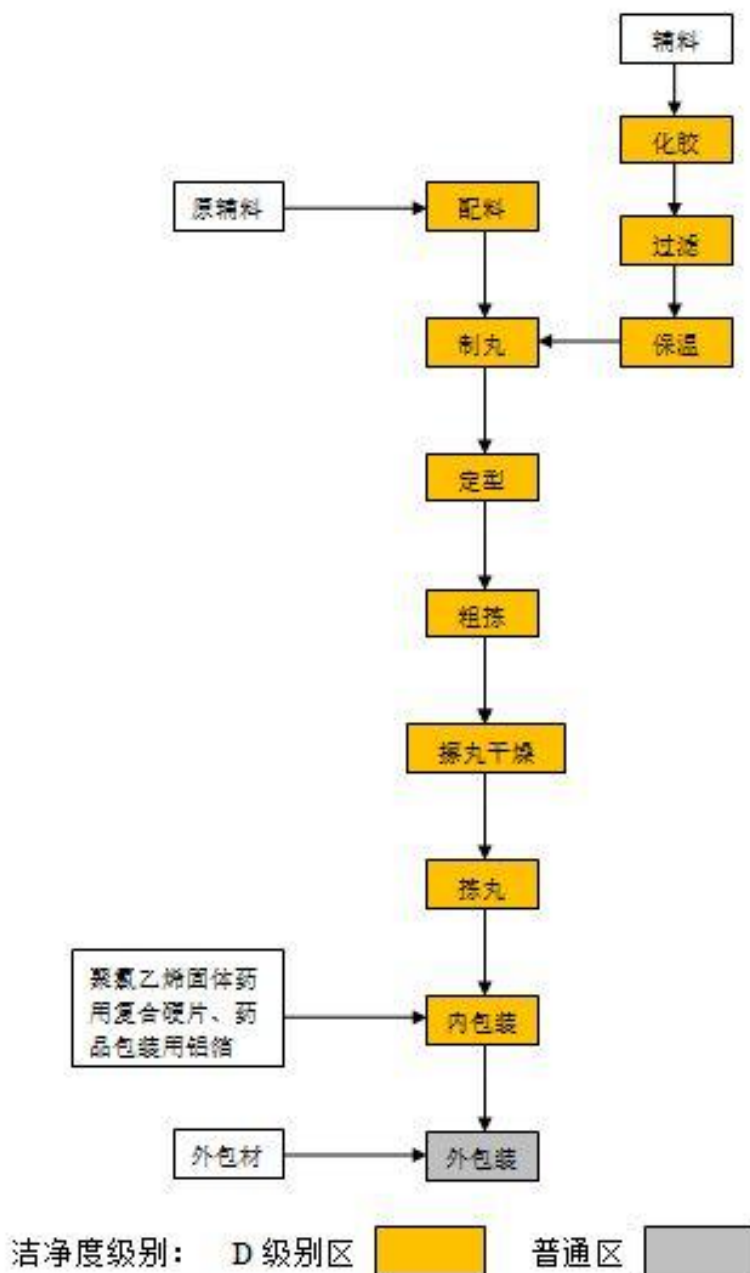 辅料
化胶
原辅料
配料
过滤
制丸
保温
定型
粗拣
擦丸干燥
拣丸
聚氯乙烯固体药
用复合硬片、药
品包装用铝箔
内包装
外包材
外包装
洁净度级别： D 级别区 普通区